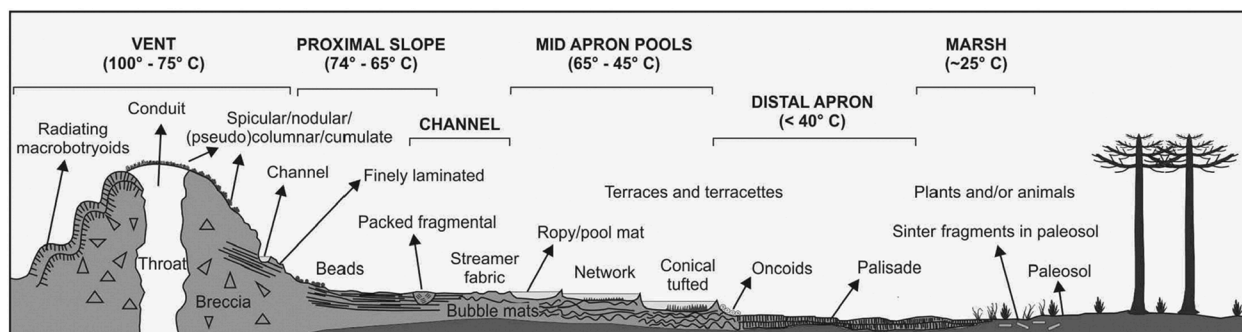 VENT
(100° - 75° C)
PROXIMAL SLOPE
(74° - 65° C)
MID APRON POOLS
(65° - 45° C)
MARSH
(~25° C)
DISTAL APRON
(< 40° C)
CHANNEL
Conduit
Radiating
macrobotryoids
Spicular/nodular/
(pseudo)columnar/cumulate
Channel
Finely laminated
Terraces and terracettes
Plants and/or animals
Packed fragmental
Ropy/pool mat
Sinter fragments in paleosol
Throat
Beads
Streamer
fabric
Network
Conical
tufted
Oncoids
Palisade
Paleosol
Breccia
Bubble mats